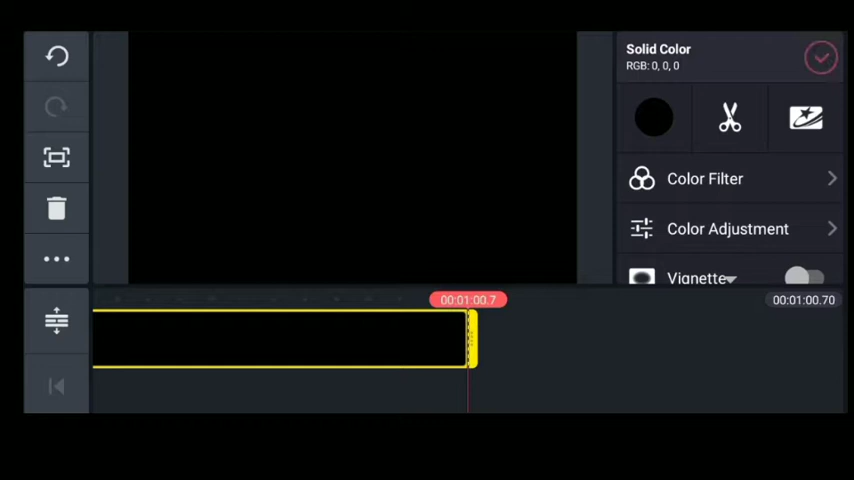 Solid Color
RGB: 0, 0, 0
Color Filter
Color Adjustment
Vignette
00:01:00.7
00:01:00.70